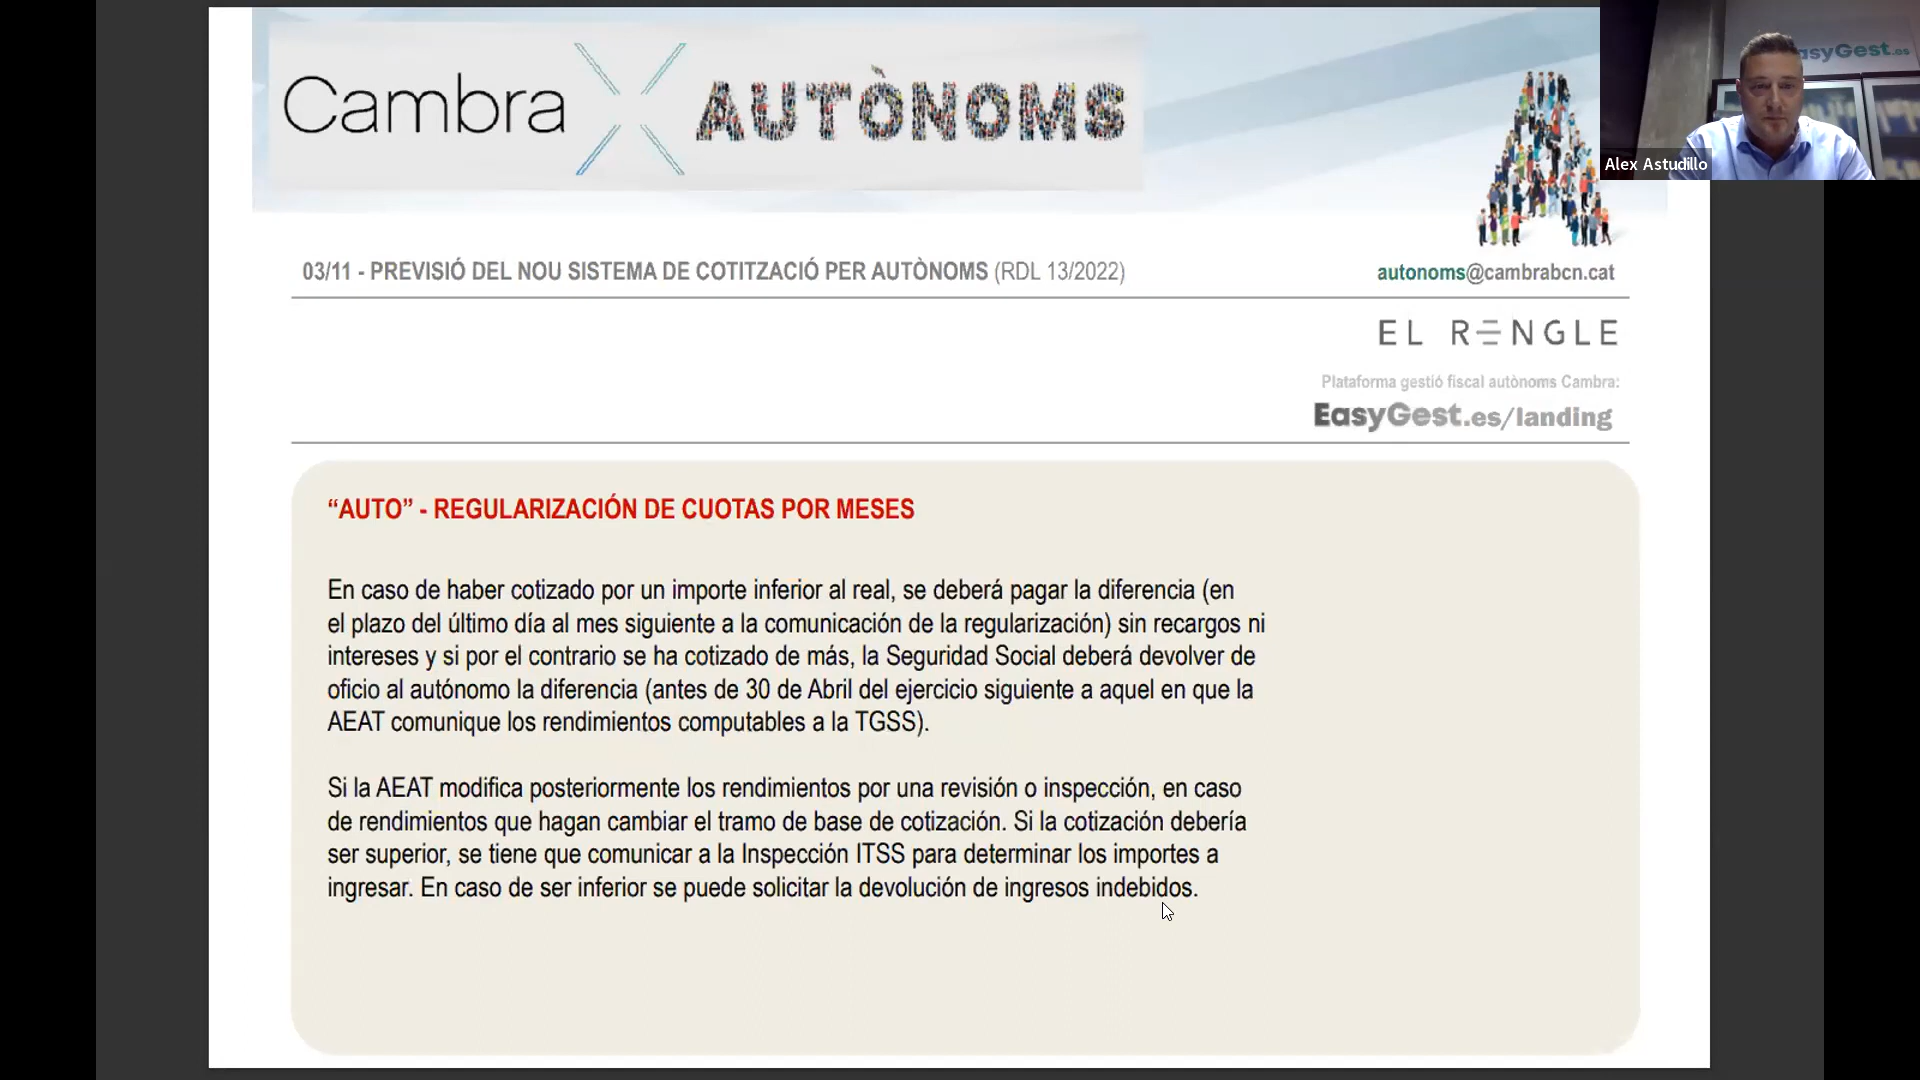 Cambra X AUTÒNOMS
asyGest.es
Alex Astudillo
03/11 - PREVISIÓ DEL NOU SISTEMA DE COTITZACIÓ PER AUTÒNOMS (RDL 13/2022)
autonoms@cambrabcn.cat
EL RENGLE
Plataforma gestió fiscal autònoms Cambra:
EasyGest.es/landing
“AUTO” - REGULARIZACIÓN DE CUOTAS POR MESES
En caso de haber cotizado por un importe inferior al real, se deberá pagar la diferencia (en
el plazo del último día al mes siguiente a la comunicación de la regularización) sin recargos ni
intereses y si por el contrario se ha cotizado de más, la Seguridad Social deberá devolver de
oficio al autónomo la diferencia (antes de 30 de Abril del ejercicio siguiente a aquel en que la
AEAT comunique los rendimientos computables a la TGSS).
Si la AEAT modifica posteriormente los rendimientos por una revisión o inspección, en caso
de rendimientos que hagan cambiar el tramo de base de cotización. Si la cotización debería
ser superior, se tiene que comunicar a la Inspección ITSS para determinar los importes a
ingresar. En caso de ser inferior se puede solicitar la devolución de ingresos indebidos.